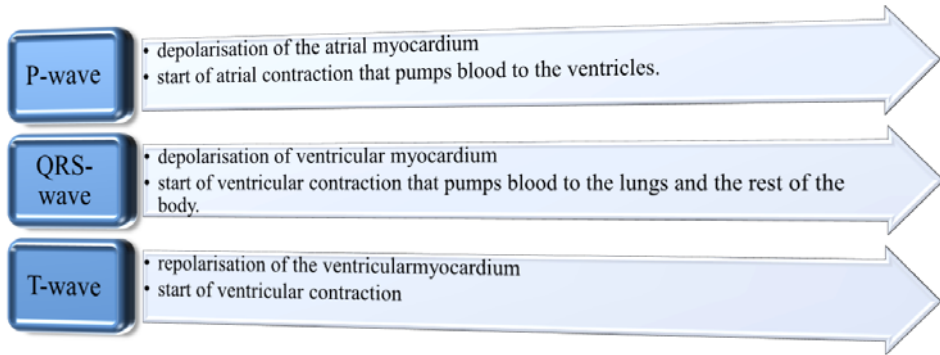 P-wave
• depolarisation of the atrial myocardium
• start of atrial contraction that pumps blood to the ventricles.
QRS-
wave
• depolarisation of ventricular myocardium
• start of ventricular contraction that pumps blood to the lungs and the rest of the
body.
T-wave
• repolarisation of the ventricularmyocardium
• start of ventricular contraction